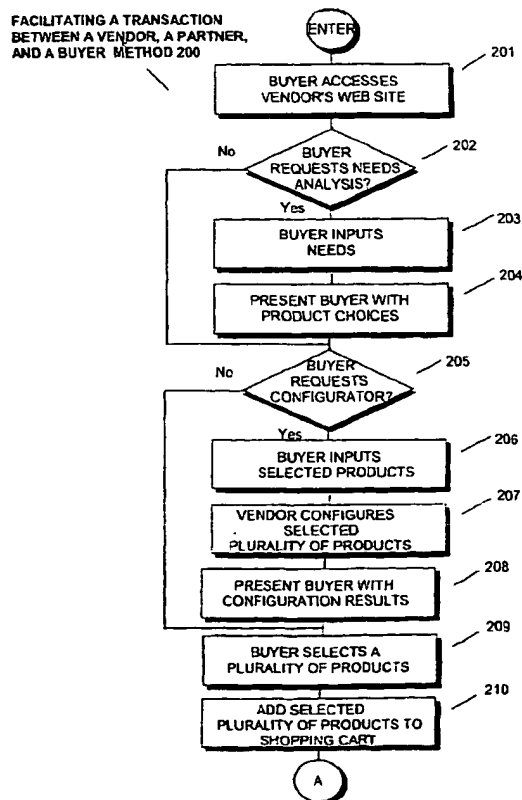 FACILITATING A TRANSACTION
BETWEEN A VENDOR, A PARTNER,
AND A BUYER METHOD 200
ENTER
201
BUYER ACCESSES
VENDOR'S WEB SITE
202
No
BUYER
REQUESTS NEEDS
ANALYSIS?
Yes
203
BUYER INPUTS
NEEDS
204
PRESENT BUYER WITH
PRODUCT CHOICES
205
No
BUYER
REQUESTS
CONFIGURATOR?
Yes
206
BUYER INPUTS
SELECTED PRODUCTS
207
VENDOR CONFIGURES
SELECTED
PLURALITY OF PRODUCTS
208
PRESENT BUYER WITH
CONFIGURATION RESULTS
209
BUYER SELECTS A
PLURALITY OF PRODUCTS
210
ADD SELECTED
PLURALITY OF PRODUCTS TO
SHOPPING CART
A